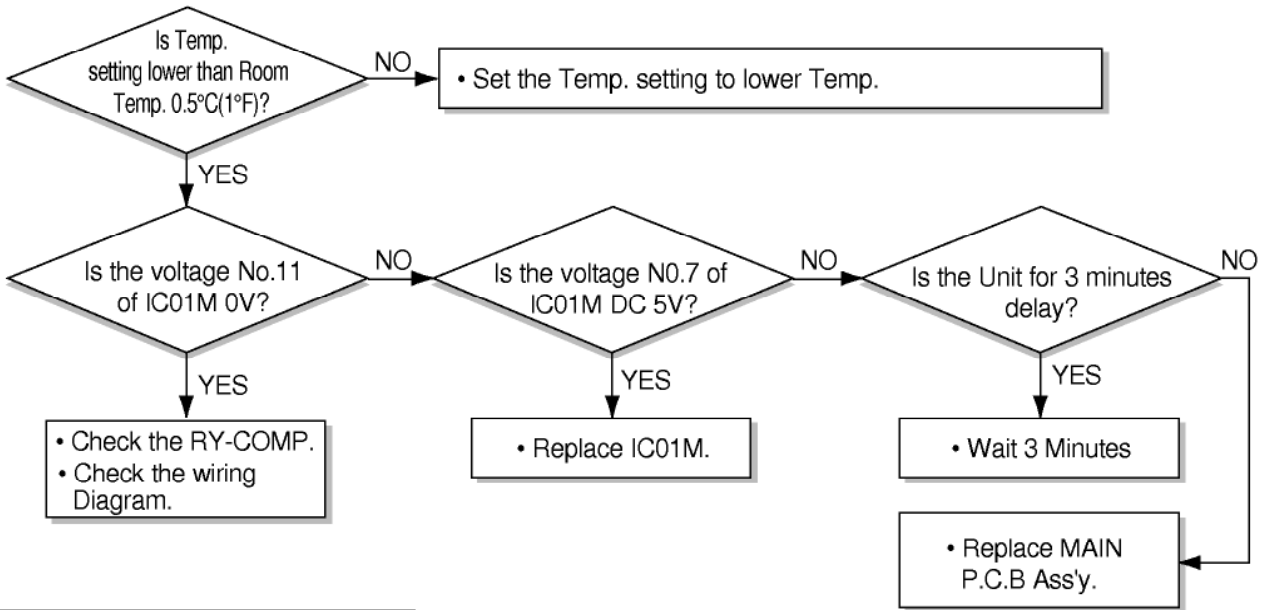 Is Temp.
setting lower than Room
Temp. 0.5°C(1°F)?
NO
• Set the Temp. setting to lower Temp.
YES
Is the voltage No.11
of IC01M 0V?
NO
Is the voltage N0.7 of
IC01M DC 5V?
NO
Is the Unit for 3 minutes
delay?
NO
YES
• Check the RY-COMP.
• Check the wiring
Diagram.
YES
• Replace IC01M.
YES
• Wait 3 Minutes
• Replace MAIN
P.C.B Ass'y.